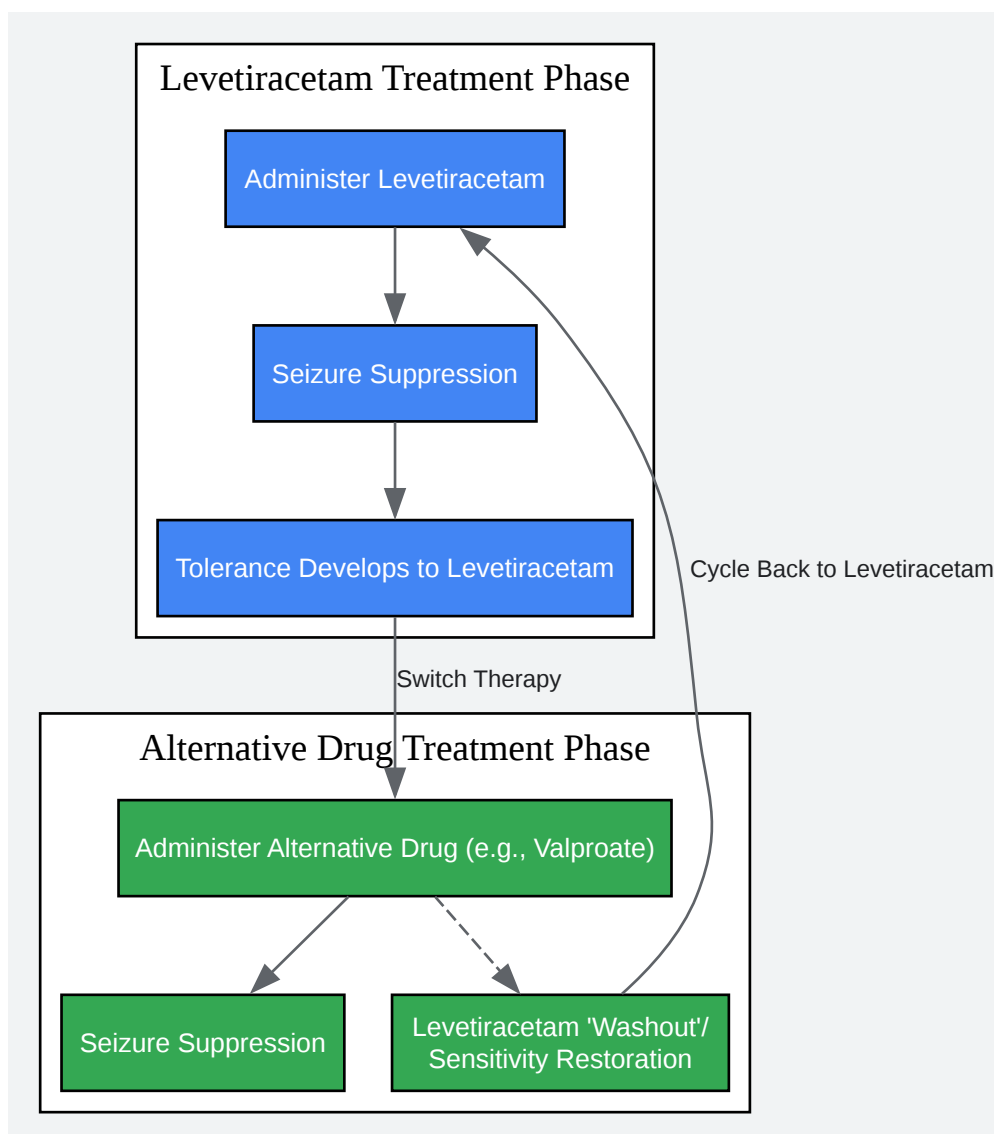 Levetiracetam Treatment Phase
Administer Levetiracetam
Seizure Suppression
Tolerance Develops to Levetiracetam
Cycle Back to Levetiracetam
Switch Therapy
Alternative Drug Treatment Phase
Administer Alternative Drug (e.g., Valproate)
Seizure Suppression
Levetiracetam 'Washout'/
Sensitivity Restoration